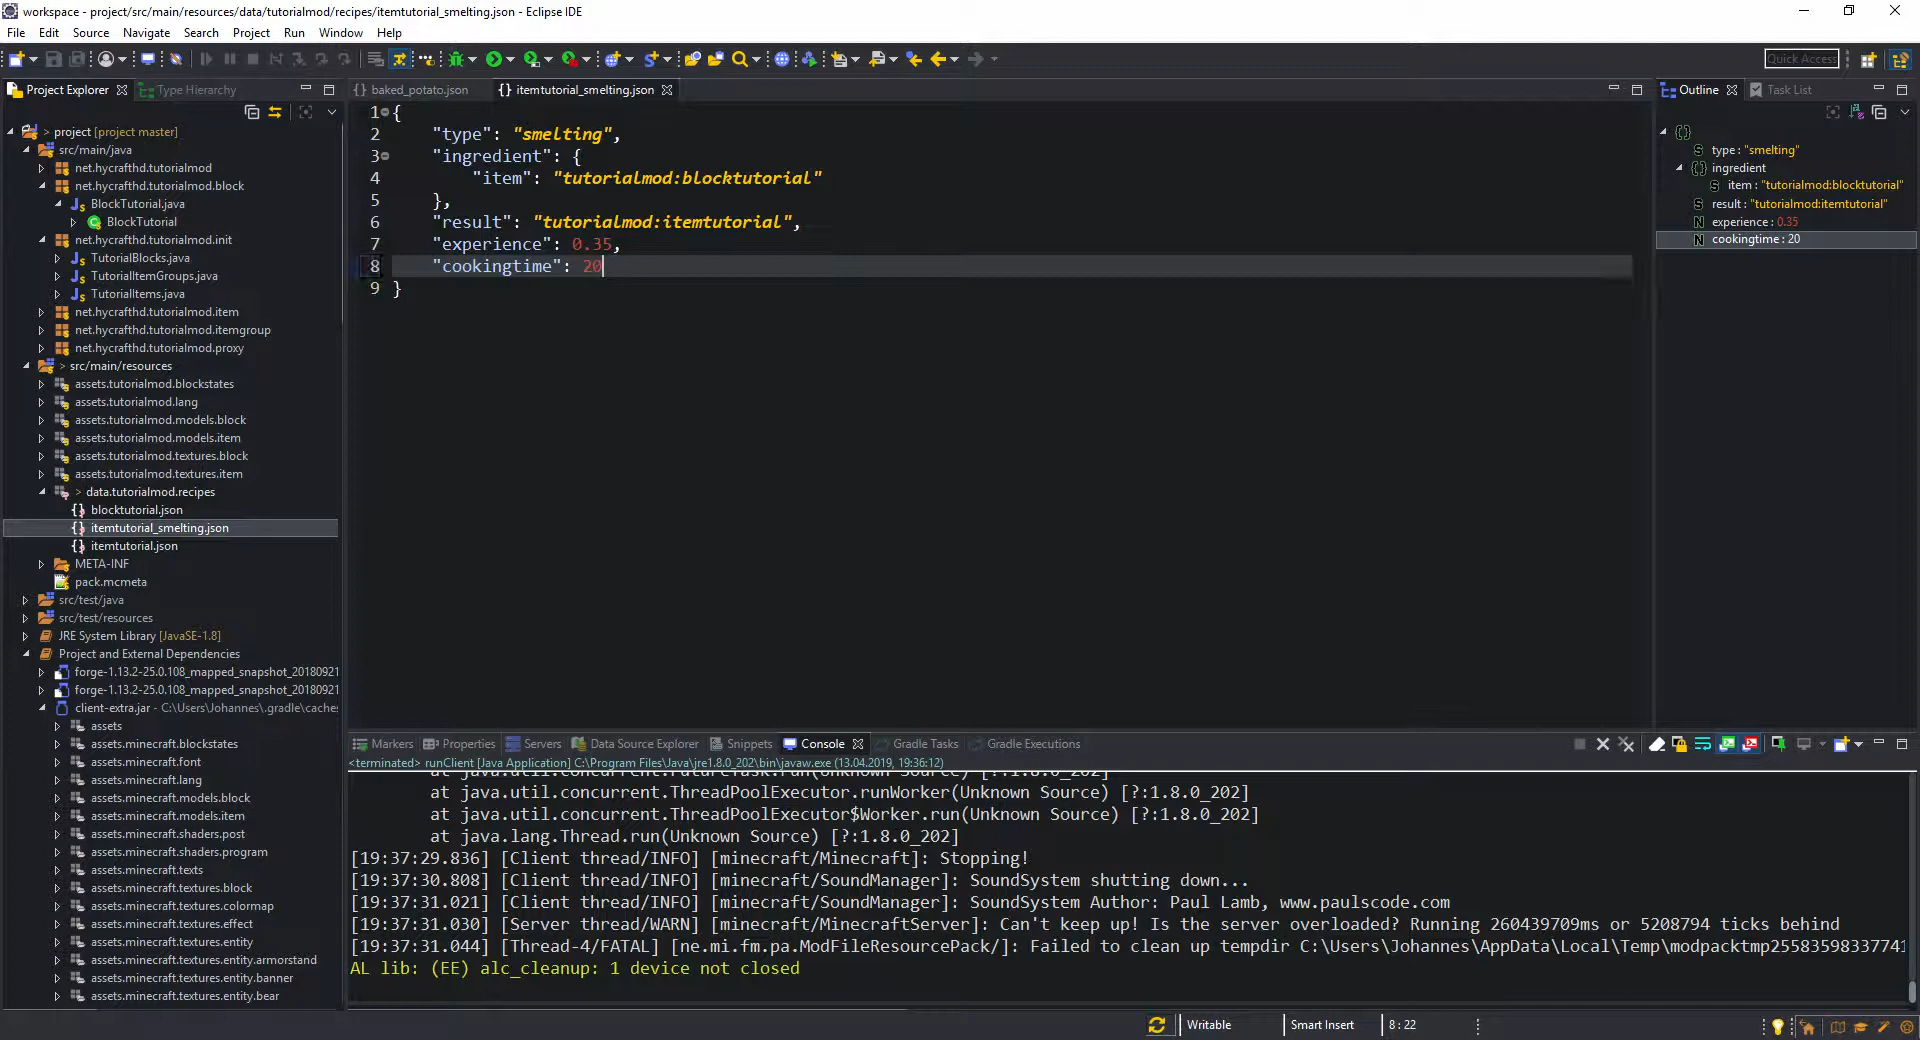 workspace - project/src/main/resources/data/tutorialmod/recipes/itemtutorial_smelting.json - Eclipse IDE
File Edit Source Navigate Search Project Run Window Help
Quick Access
Project Explorer Type Hierarchy
> project [project master]
src/main/java
net.hycrafthd.tutorialmod
net.hycrafthd.tutorialmod.block
BlockTutorial.java
BlockTutorial
net.hycrafthd.tutorialmod.init
TutorialBlocks.java
TutorialItemGroups.java
TutorialItems.java
net.hycrafthd.tutorialmod.item
net.hycrafthd.tutorialmod.itemgroup
net.hycrafthd.tutorialmod.proxy
> src/main/resources
assets.tutorialmod.blockstates
assets.tutorialmod.lang
assets.tutorialmod.models.block
assets.tutorialmod.models.item
assets.tutorialmod.textures.block
assets.tutorialmod.textures.item
> data.tutorialmod.recipes
blocktutorial.json
itemtutorial_smelting.json
itemtutorial.json
META-INF
pack.mcmeta
src/test/java
src/test/resources
JRE System Library [JavaSE-1.8]
Project and External Dependencies
forge-1.13.2-25.0.108_mapped_snapshot_20180921
forge-1.13.2-25.0.108_mapped_snapshot_20180921
client-extra.jar - C:\Users\Johannes\.gradle\caches
assets
assets.minecraft.blockstates
assets.minecraft.font
assets.minecraft.lang
assets.minecraft.models.block
assets.minecraft.models.item
assets.minecraft.shaders.post
assets.minecraft.shaders.program
assets.minecraft.texts
assets.minecraft.textures.block
assets.minecraft.textures.colormap
assets.minecraft.textures.effect
assets.minecraft.textures.entity
assets.minecraft.textures.entity.armorstand
assets.minecraft.textures.entity.banner
assets.minecraft.textures.entity.bear
baked_potato.json itemtutorial_smelting.json
1 {
2 "type": "smelting",
3 "ingredient": {
4 "item": "tutorialmod:blocktutorial"
5 },
6 "result": "tutorialmod:itemtutorial",
7 "experience": 0.35,
8 "cookingtime": 20
9 }
Outline Task List
type : "smelting"
ingredient
item : "tutorialmod:blocktutorial"
result : "tutorialmod:itemtutorial"
experience : 0.35
cookingtime : 20
Markers Properties Servers Data Source Explorer Snippets Console Gradle Tasks Gradle Executions
<terminated> runClient [Java Application] C:\Program Files\Java\jre1.8.0_202\bin\javaw.exe (13.04.2019, 19:36:12)
at java.util.concurrent.FutureTask.run(Unknown Source) [?:1.8.0_202]
at java.util.concurrent.ThreadPoolExecutor.runWorker(Unknown Source) [?:1.8.0_202]
at java.util.concurrent.ThreadPoolExecutor$Worker.run(Unknown Source) [?:1.8.0_202]
at java.lang.Thread.run(Unknown Source) [?:1.8.0_202]
[19:37:29.836] [Client thread/INFO] [minecraft/Minecraft]: Stopping!
[19:37:30.808] [Client thread/INFO] [minecraft/SoundManager]: SoundSystem shutting down...
[19:37:31.021] [Client thread/INFO] [minecraft/SoundManager]: SoundSystem Author: Paul Lamb, www.paulscode.com
[19:37:31.030] [Server thread/WARN] [minecraft/MinecraftServer]: Can't keep up! Is the server overloaded? Running 260439709ms or 5208794 ticks behind
[19:37:31.044] [Thread-4/FATAL] [ne.mi.fm.pa.ModFileResourcePack/]: Failed to clean up tempdir C:\Users\Johannes\AppData\Local\Temp\modpacktmp25583598337741
AL lib: (EE) alc_cleanup: 1 device not closed
Writable Smart Insert 8 : 22